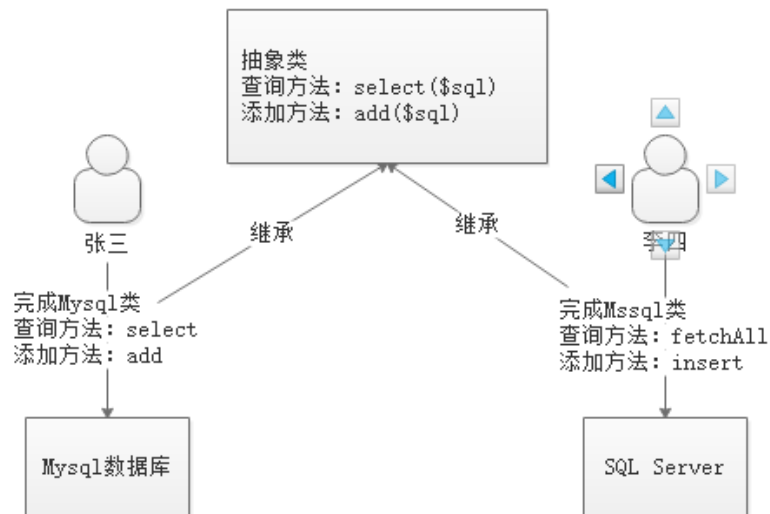 抽象类
查询方法：select($sql)
添加方法：add($sql)
张三
继承
继承
李四
完成Mysql类
查询方法：select
添加方法：add
完成Mssql类
查询方法：fetchAll
添加方法：insert
Mysql数据库
SQL Server